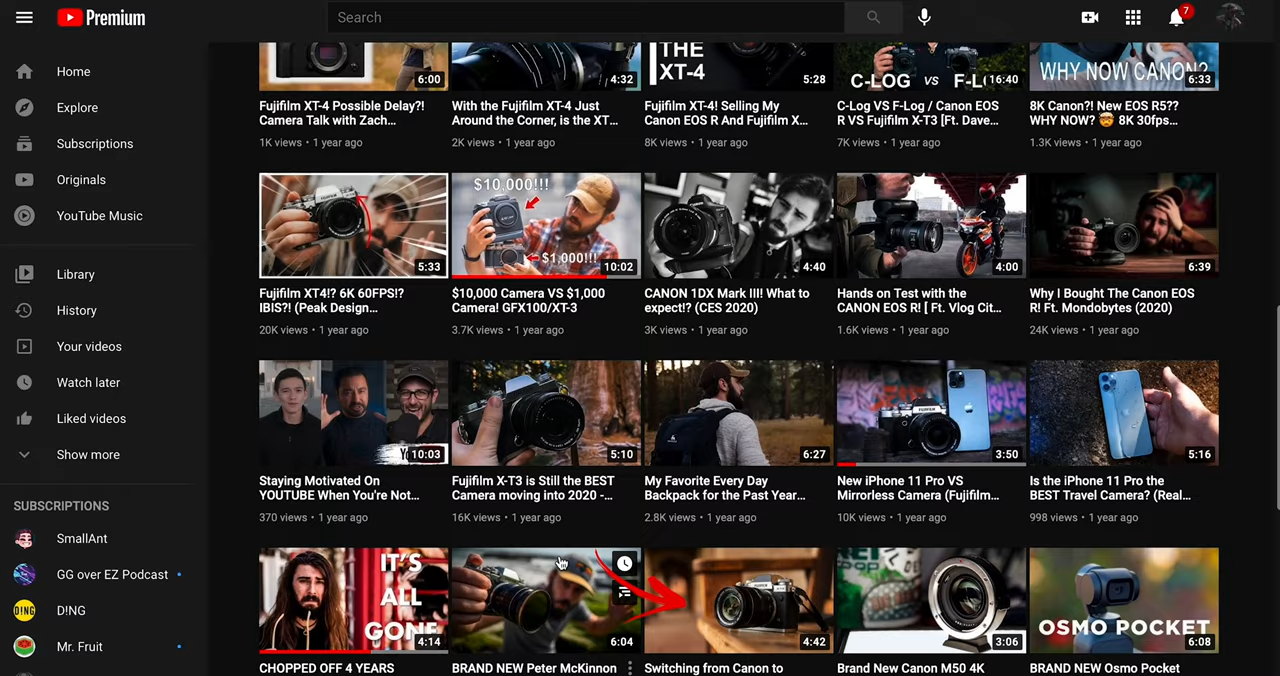 Premium
Search
7
Home
Explore
Subscriptions
Originals
YouTube Music
Library
History
Your videos
Watch later
Liked videos
Show more
SUBSCRIPTIONS
SmallAnt
GG over EZ Podcast
D!NG
Mr. Fruit
6:00
4:32
THE
XT-4
5:28
C-LOG VS F-L
16:40
WHY NOW CANON?
6:33
Fujifilm XT-4 Possible Delay?!
Camera Talk with Zach...
1K views • 1 year ago
With the Fujifilm XT-4 Just
Around the Corner, is the XT...
2K views • 1 year ago
Fujifilm XT-4! Selling My
Canon EOS R And Fujifilm X...
8K views • 1 year ago
C-Log VS F-Log / Canon EOS
R VS Fujifilm X-T3 [Ft. Dave...
7K views • 1 year ago
8K Canon?! New EOS R5??
WHY NOW? 🤯 8K 30fps...
1.3K views • 1 year ago
5:33
$10,000!!!
$1,000!!!
10:02
4:40
4:00
6:39
Fujifilm XT4!? 6K 60FPS!?
IBIS?! (Peak Design...
20K views • 1 year ago
$10,000 Camera VS $1,000
Camera! GFX100/XT-3
3.7K views • 1 year ago
CANON 1DX Mark III! What to
expect!? (CES 2020)
3K views • 1 year ago
Hands on Test with the
CANON EOS R! [ Ft. Vlog Cit...
1.6K views • 1 year ago
Why I Bought The Canon EOS
R! Ft. Mondobytes (2020)
24K views • 1 year ago
10:03
5:10
6:27
FUJIFILM
3:50
5:16
Staying Motivated On
YOUTUBE When You're Not...
370 views • 1 year ago
Fujifilm X-T3 is Still the BEST
Camera moving into 2020 -...
16K views • 1 year ago
My Favorite Every Day
Backpack for the Past Year...
2.8K views • 1 year ago
New iPhone 11 Pro VS
Mirrorless Camera (Fujifilm...
10K views • 1 year ago
Is the iPhone 11 Pro the
BEST Travel Camera? (Real...
998 views • 1 year ago
IT'S
ALL
GONE
4:14
6:04
4:42
3:06
OSMO POCKET
6:08
CHOPPED OFF 4 YEARS
BRAND NEW Peter McKinnon
Switching from Canon to
Brand New Canon M50 4K
BRAND NEW Osmo Pocket